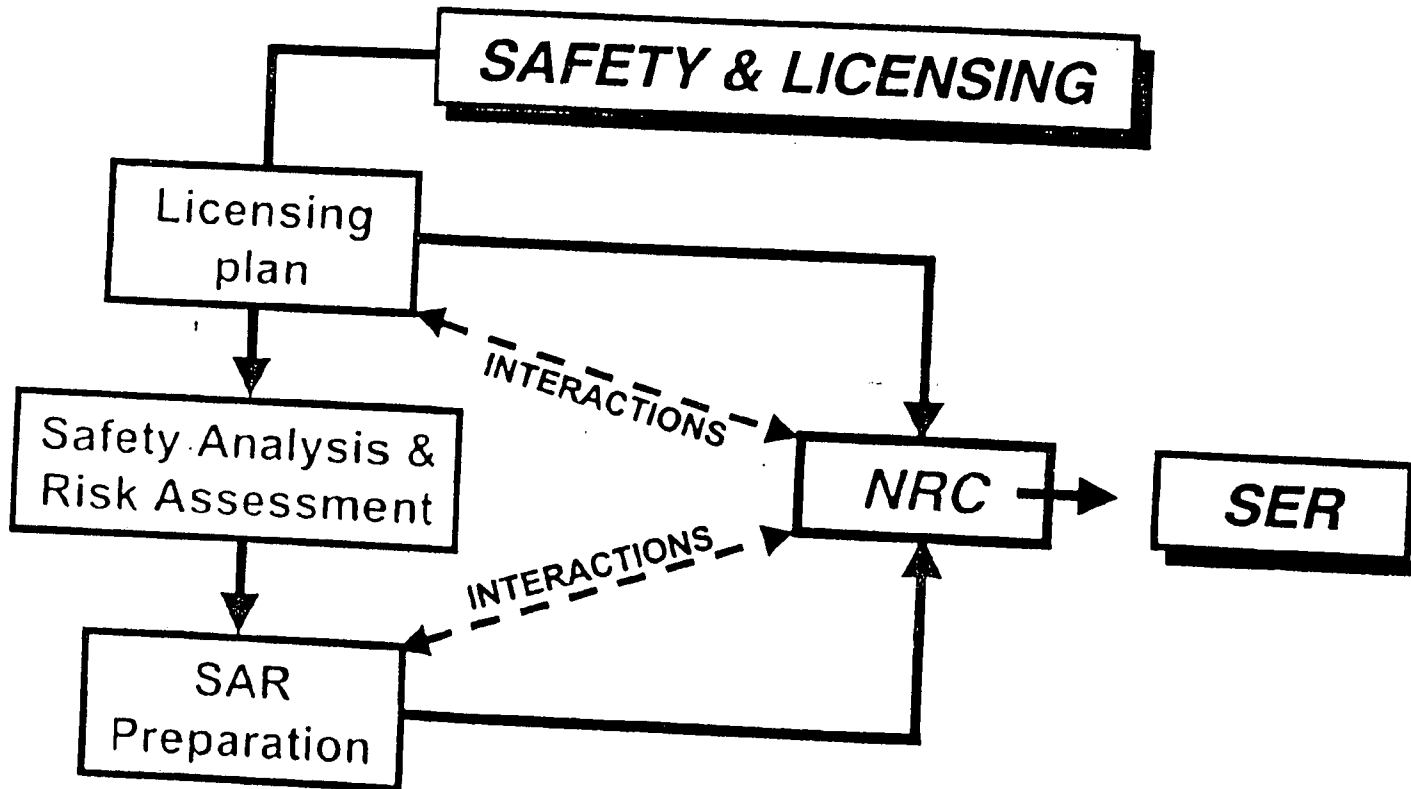 SAFETY & LICENSING
Licensing
plan
INTERACTIONS
Safety Analysis &
Risk Assessment
NRC
SER
INTERACTIONS
SAR
Preparation